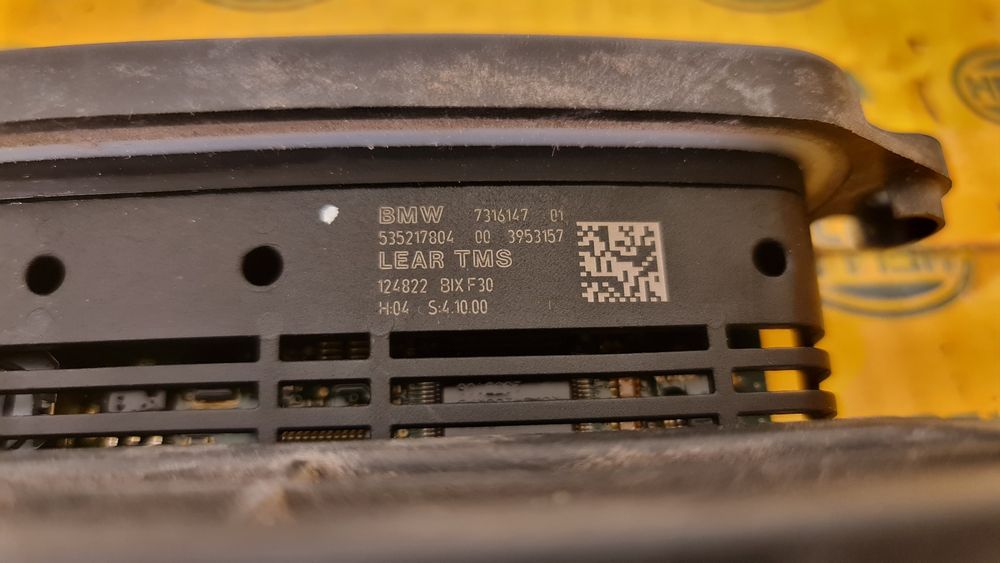 BMW 7316147 01
535217804 00 3953157
LEAR TMS
124822 BIX F30
H:04 S:4.10.00